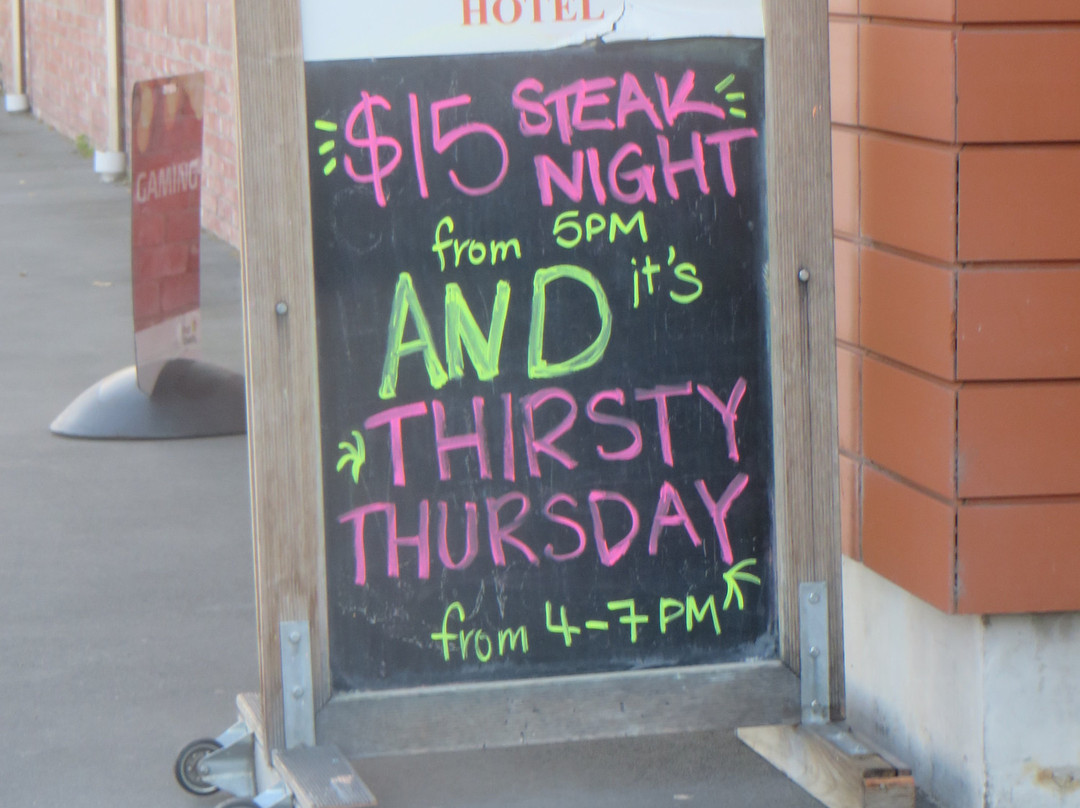 HOTEL
$15 STEAK
NIGHT
from 5PM
AND it's
THIRSTY
THURSDAY
from 4-7PM
GAMING